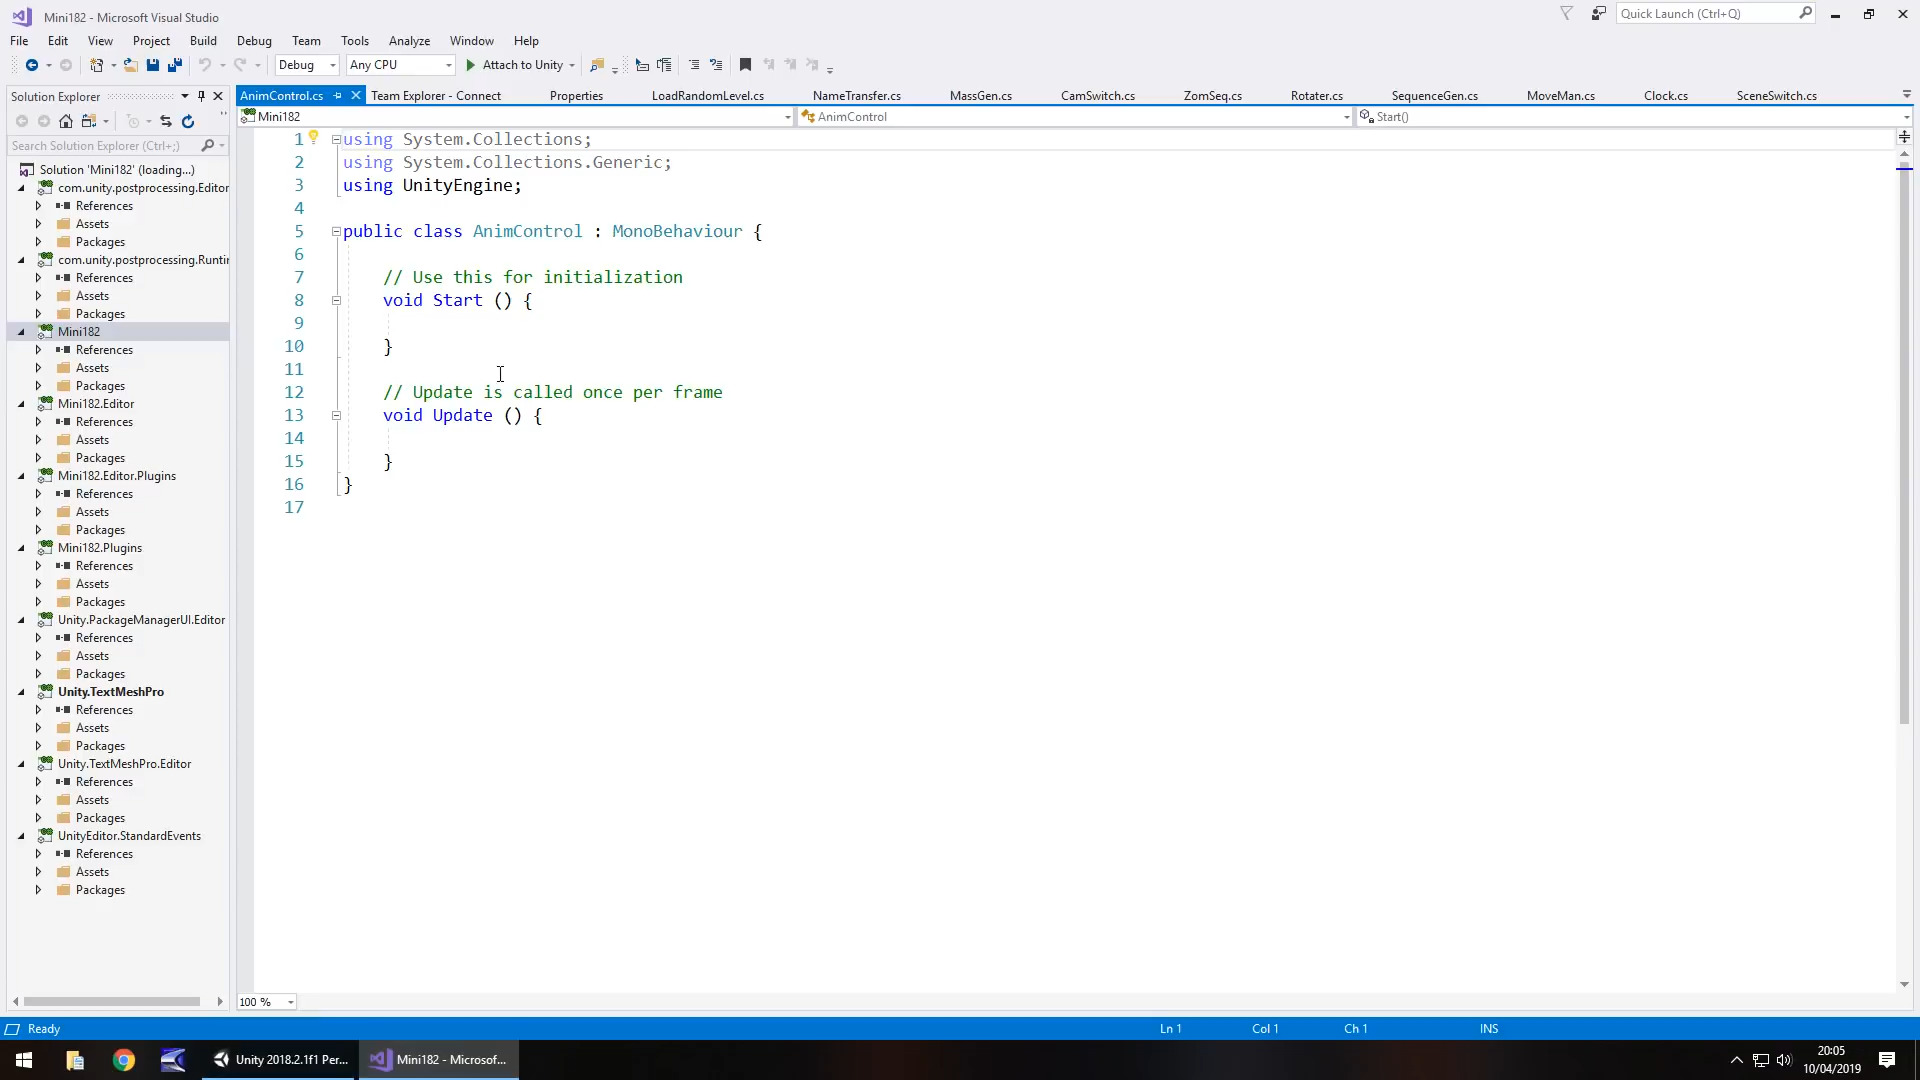 Mini182 - Microsoft Visual Studio
Quick Launch (Ctrl+Q)
File Edit View Project Build Debug Team Tools Analyze Window Help
Debug Any CPU Attach to Unity
Solution Explorer
AnimControl.cs Team Explorer - Connect Properties LoadRandomLevel.cs NameTransfer.cs MassGen.cs CamSwitch.cs ZomSeq.cs Rotater.cs SequenceGen.cs MoveMan.cs Clock.cs SceneSwitch.cs
Mini182 AnimControl Start()
Search Solution Explorer (Ctrl+;)
Solution 'Mini182' (loading...)
com.unity.postprocessing.Editor
References
Assets
Packages
com.unity.postprocessing.Runti
References
Assets
Packages
Mini182
References
Assets
Packages
Mini182.Editor
References
Assets
Packages
Mini182.Editor.Plugins
References
Assets
Packages
Mini182.Plugins
References
Assets
Packages
Unity.PackageManagerUI.Editor
References
Assets
Packages
Unity.TextMeshPro
References
Assets
Packages
Unity.TextMeshPro.Editor
References
Assets
Packages
UnityEditor.StandardEvents
References
Assets
Packages
1 using System.Collections;
2 using System.Collections.Generic;
3 using UnityEngine;
4
5 public class AnimControl : MonoBehaviour {
6
7 // Use this for initialization
8 void Start () {
9
10 }
11
12 // Update is called once per frame
13 void Update () {
14
15 }
16 }
17
100 %
Ready Ln 1 Col 1 Ch 1 INS
Unity 2018.2.1f1 Per... Mini182 - Microsof...
20:05
10/04/2019